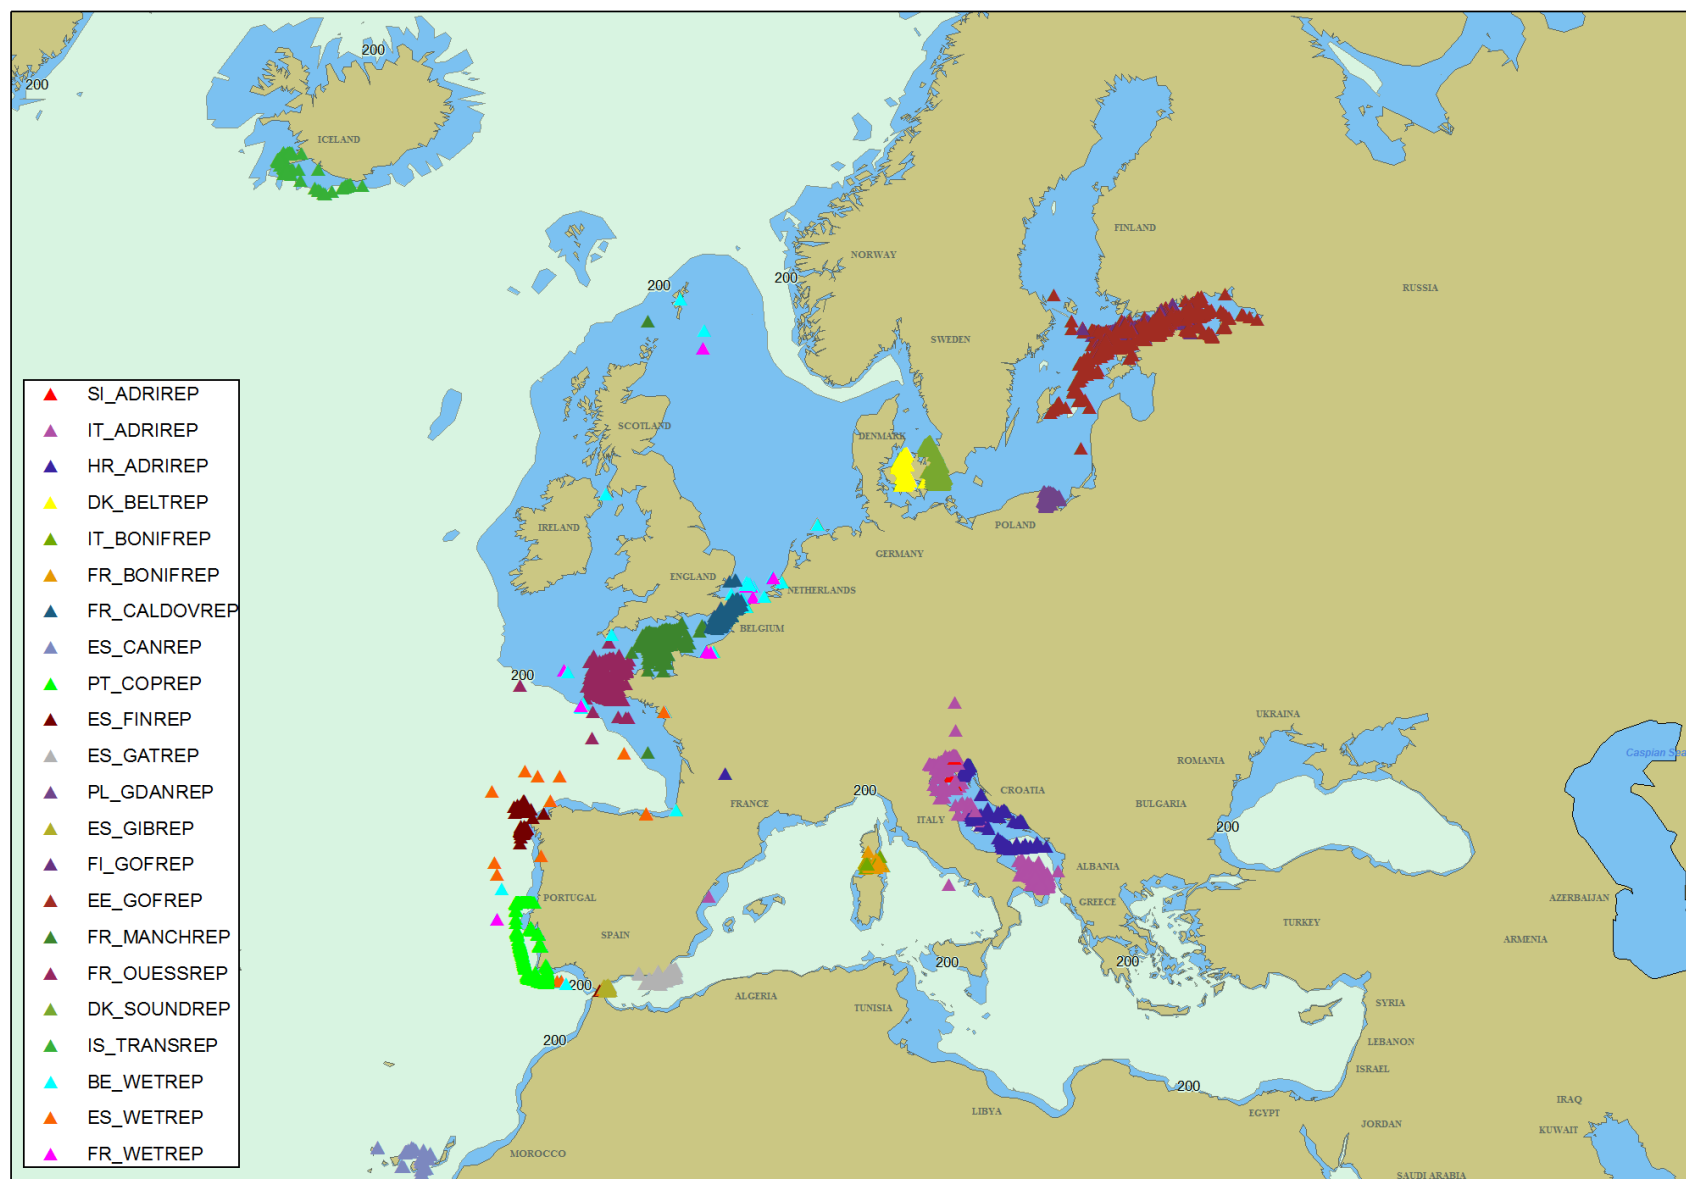 200
200
ICELAND
FINLAND
NORWAY
200
200
RUSSIA
SWEDEN
SI_ADRIREP
IT_ADRIREP
HR_ADRIREP
DK_BELTREP
IT_BONIFREP
FR_BONIFREP
FR_CALDOVREP
ES_CANREP
PT_COPREP
ES_FINREP
ES_GATREP
PL_GDANREP
ES_GIBREP
FI_GOFREP
EE_GOFREP
FR_MANCHREP
FR_OUESSREP
DK_SOUNDREP
IS_TRANSREP
BE_WETREP
ES_WETREP
FR_WETREP
SCOTLAND
DENMARK
IRELAND
POLAND
GERMANY
ENGLAND
NETHERLANDS
BELGIUM
200
UKRAINA
Caspian Sea
ROMANIA
200
CROATIA
FRANCE
BULGARIA
ITALY
200
ALBANIA
PORTUGAL
GREECE
AZERBAIJAN
TURKEY
SPAIN
ARMENIA
200
200
200
ALGERIA
TUNISIA
SYRIA
200
LEBANON
ISRAEL
200
LIBYA
EGYPT
IRAQ
JORDAN
KUWAIT
MOROCCO
SAUDI ARABIA